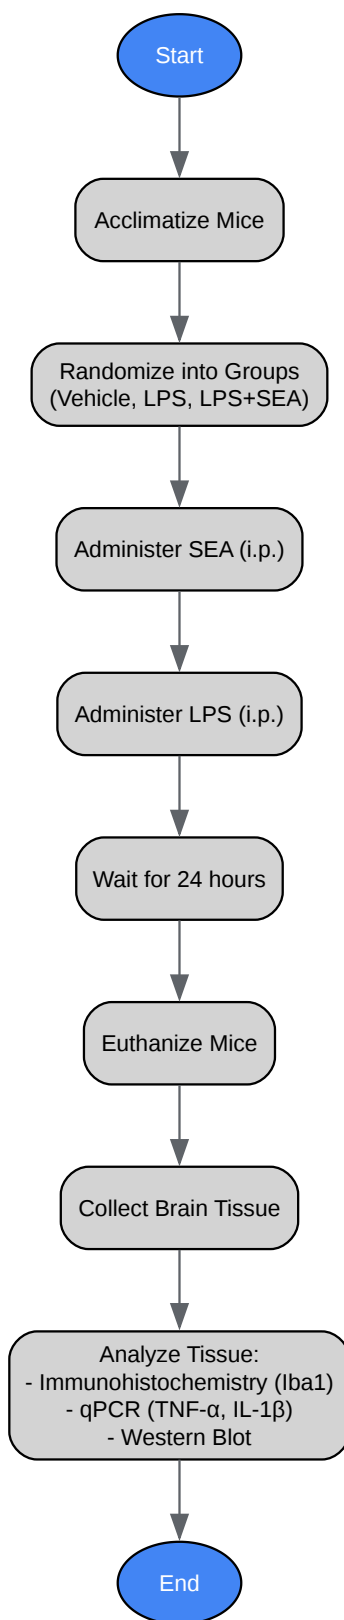 Start
Acclimatize Mice
Randomize into Groups
(Vehicle, LPS, LPS+SEA)
Administer SEA (i.p.)
Administer LPS (i.p.)
Wait for 24 hours
Euthanize Mice
Collect Brain Tissue
Analyze Tissue:
- Immunohistochemistry (Iba1)
- qPCR (TNF-α, IL-1β)
- Western Blot
End